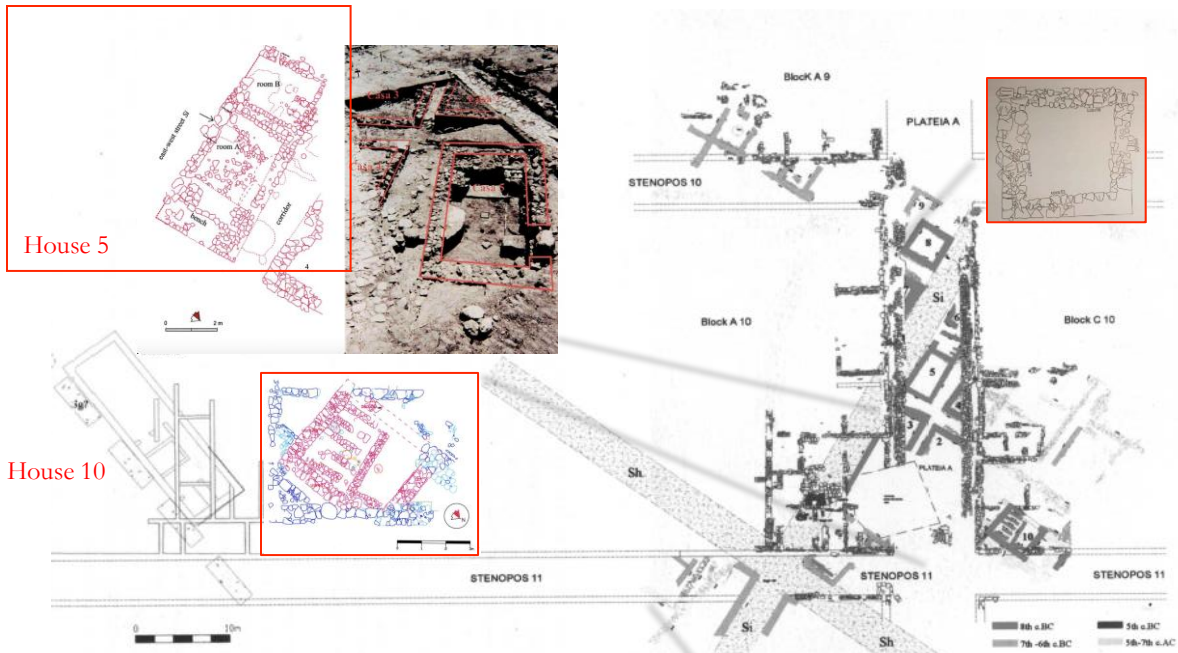 room B
east-west street Si
room A
bench
corridor
4
House 5
0 2 m
Casa 3
Casa
BlocK A 9
PLATEIA A
STENOPOS 10
9
8
Si
6
Block A 10
Block C 10
5
3
2
PLATEIA A
10
Sh
House 10
STENOPOS 11
STENOPOS 11
STENOPOS 11
Si
Sh
0 10m
8th c.BC
5th c.BC
7th -6th c.BC
5th-7th c.AC